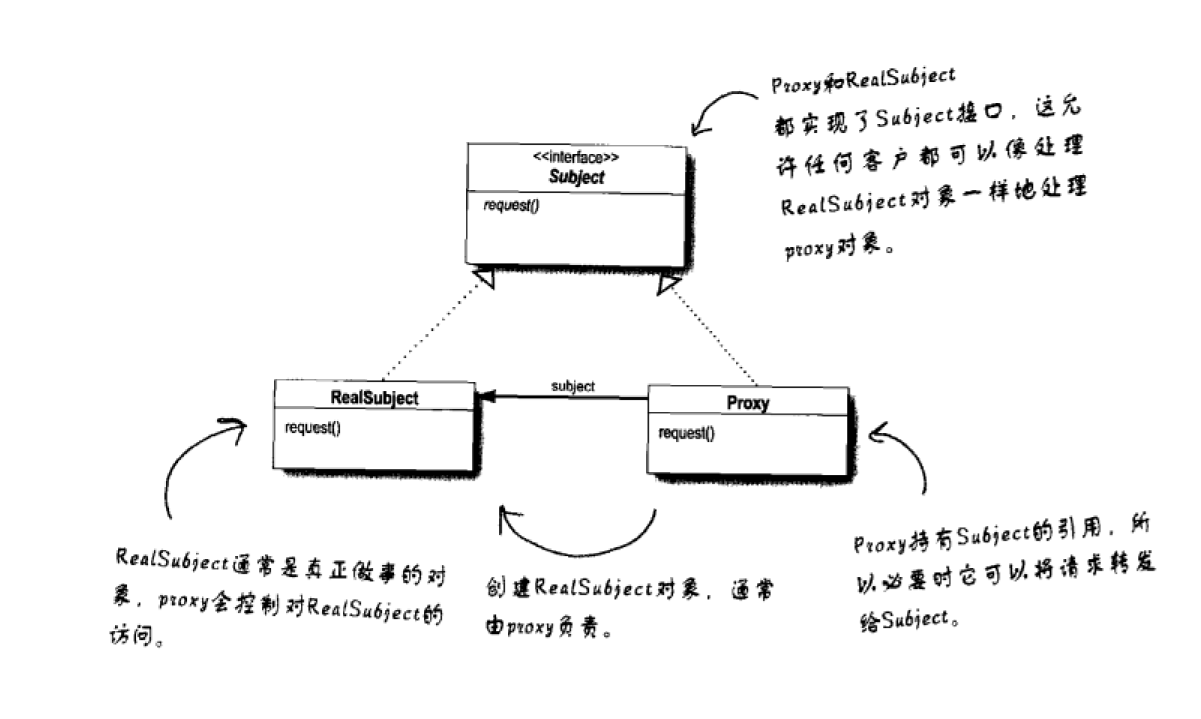 Proxy和RealSubject
都实现了Subject接口，这允
许任何客户都可以像处理
RealSubject对象一样地处理
proxy对象。
<<interface>>
Subject
request()
subject
RealSubject
request()
Proxy
request()
RealSubject通常是真正做事的对
象，proxy会控制对RealSubject的
访问。
创建RealSubject对象，通常
由proxy负责。
Proxy持有Subject的引用，所
以必要时它可以将请求转发
给Subject。